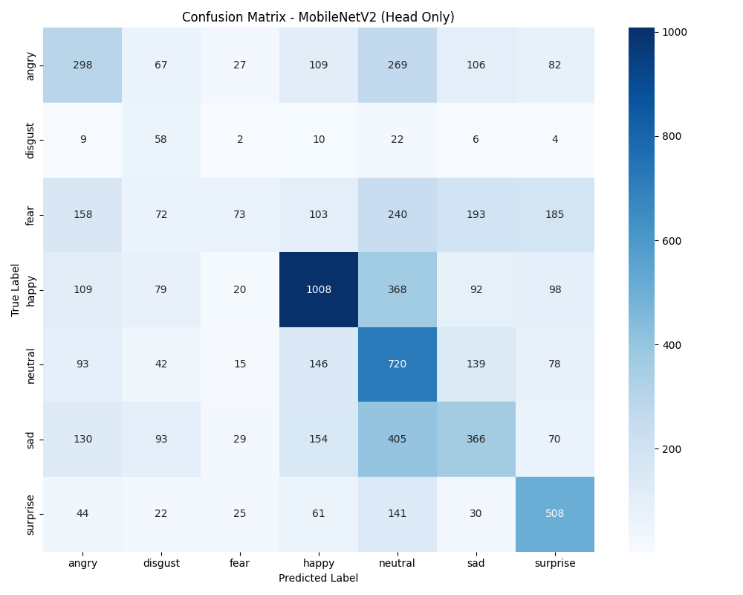 Confusion Matrix - MobileNetV2 (Head Only)
angry 298 67 27 109 269 106 82
disgust 9 58 2 10 22 6 4
fear 158 72 73 103 240 193 185
happy 109 79 20 1008 368 92 98
neutral 93 42 15 146 720 139 78
sad 130 93 29 154 405 366 70
surprise 44 22 25 61 141 30 508
True Label
angry disgust fear happy neutral sad surprise
Predicted Label
1000
800
600
400
200